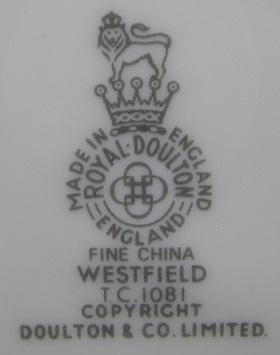 MADE IN ENGLAND
ROYAL·DOULTON
ENGLAND
FINE CHINA
WESTFIELD
T.C.1081
COPYRIGHT
DOULTON & CO. LIMITED.